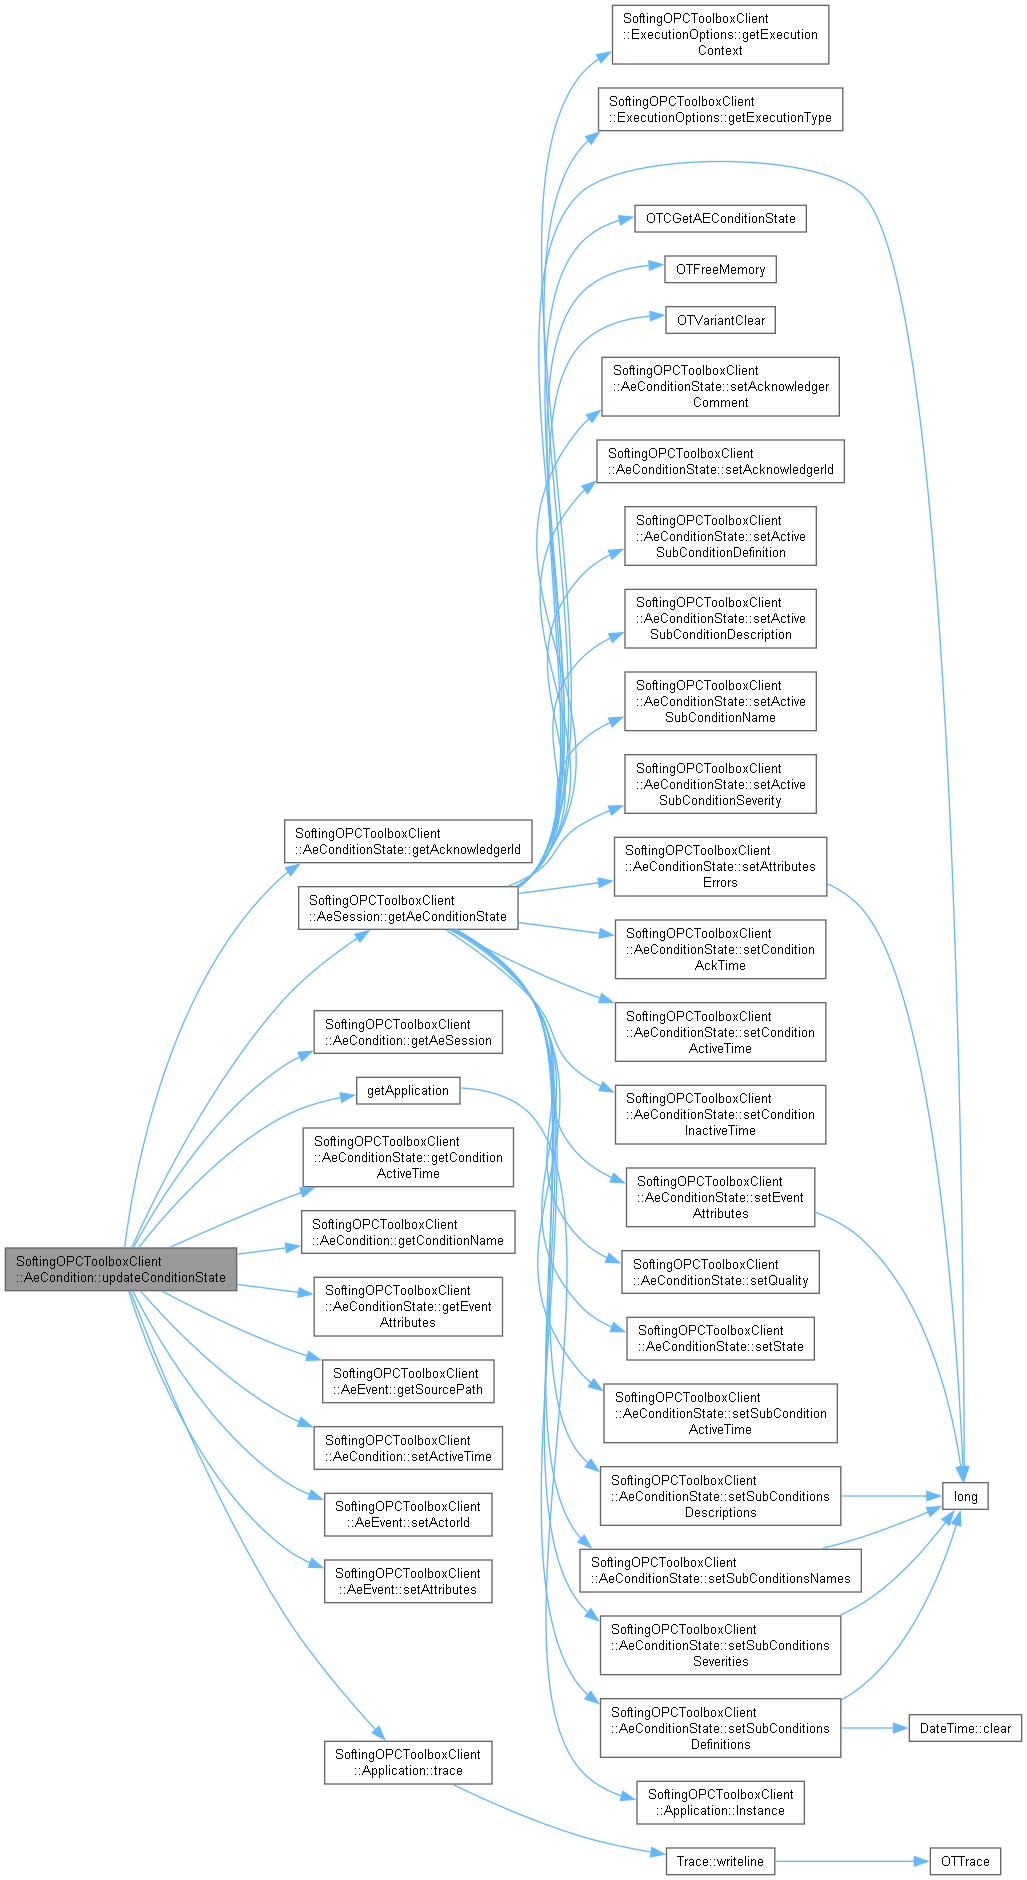 SoftingOPCToolboxClient
::ExecutionOptions::getExecution
Context
SoftingOPCToolboxClient
::ExecutionOptions::getExecutionType
OTCGetAEConditionState
OTFreeMemory
OTVariantClear
SoftingOPCToolboxClient
::AeConditionState::setAcknowledger
Comment
SoftingOPCToolboxClient
::AeConditionState::setAcknowledgerId
SoftingOPCToolboxClient
::AeConditionState::setActive
SubConditionDefinition
SoftingOPCToolboxClient
::AeConditionState::setActive
SubConditionDescription
SoftingOPCToolboxClient
::AeConditionState::setActive
SubConditionName
SoftingOPCToolboxClient
::AeConditionState::setActive
SubConditionSeverity
SoftingOPCToolboxClient
::AeConditionState::getAcknowledgerId
SoftingOPCToolboxClient
::AeConditionState::setAttributes
Errors
SoftingOPCToolboxClient
::AeSession::getAeConditionState
SoftingOPCToolboxClient
::AeConditionState::setCondition
AckTime
SoftingOPCToolboxClient
::AeCondition::getAeSession
SoftingOPCToolboxClient
::AeConditionState::setCondition
ActiveTime
getApplication
SoftingOPCToolboxClient
::AeConditionState::setCondition
InactiveTime
SoftingOPCToolboxClient
::AeConditionState::getCondition
ActiveTime
SoftingOPCToolboxClient
::AeConditionState::setEvent
Attributes
SoftingOPCToolboxClient
::AeCondition::getConditionName
SoftingOPCToolboxClient
::AeCondition::updateConditionState
SoftingOPCToolboxClient
::AeConditionState::setQuality
SoftingOPCToolboxClient
::AeConditionState::getEvent
Attributes
SoftingOPCToolboxClient
::AeConditionState::setState
SoftingOPCToolboxClient
::AeEvent::getSourcePath
SoftingOPCToolboxClient
::AeConditionState::setSubCondition
ActiveTime
SoftingOPCToolboxClient
::AeCondition::setActiveTime
SoftingOPCToolboxClient
::AeConditionState::setSubConditions
Descriptions
long
SoftingOPCToolboxClient
::AeEvent::setActorId
SoftingOPCToolboxClient
::AeConditionState::setSubConditionsNames
SoftingOPCToolboxClient
::AeEvent::setAttributes
SoftingOPCToolboxClient
::AeConditionState::setSubConditions
Severities
SoftingOPCToolboxClient
::AeConditionState::setSubConditions
Definitions
DateTime::clear
SoftingOPCToolboxClient
::Application::trace
SoftingOPCToolboxClient
::Application::Instance
Trace::writeline
OTTrace